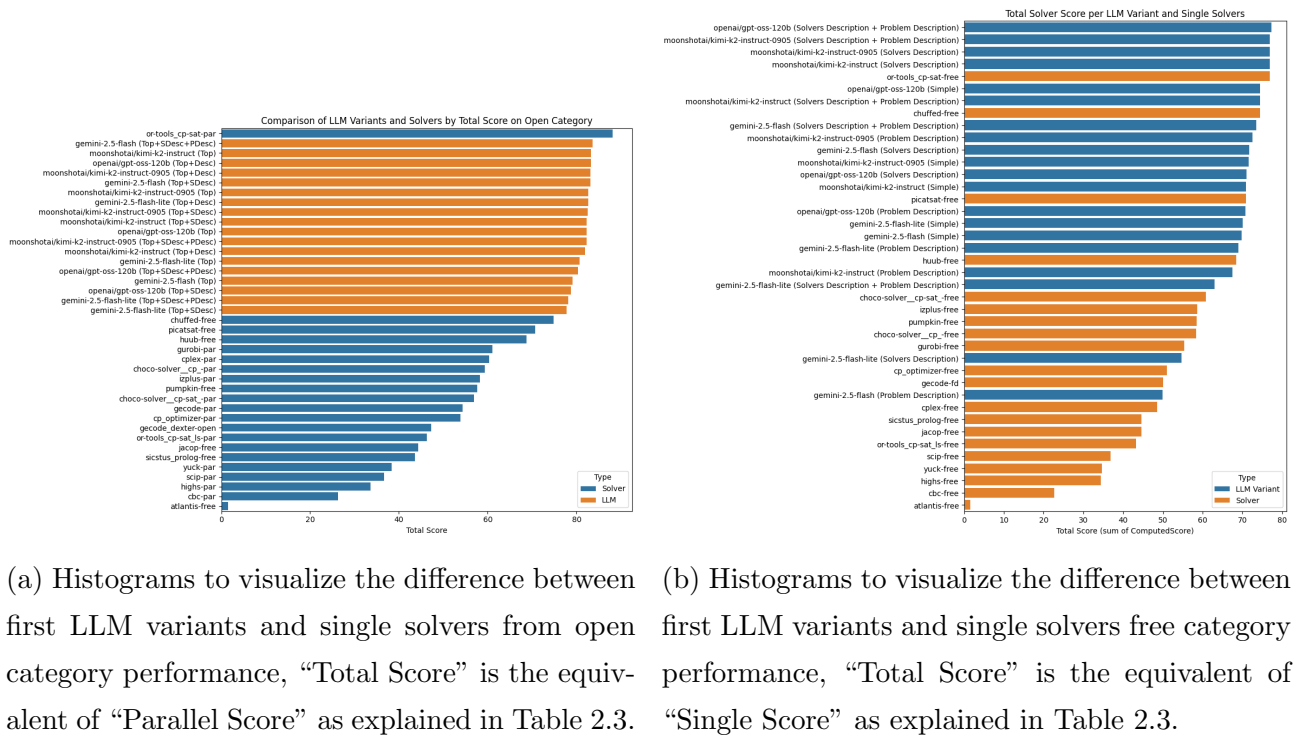 Comparison of LLM Variants and Solvers by Total Score on Open Category
or-tools_cp-sat-par
gemini-2.5-flash (Top+SDesc+PDesc)
moonshotai/kimi-k2-instruct (Top)
openai/gpt-oss-120b (Top+Desc)
moonshotai/kimi-k2-instruct-0905 (Top+Desc)
gemini-2.5-flash (Top+SDesc)
moonshotai/kimi-k2-instruct-0905 (Top)
gemini-2.5-flash-lite (Top+Desc)
moonshotai/kimi-k2-instruct-0905 (Top+SDesc)
moonshotai/kimi-k2-instruct (Top+SDesc)
openai/gpt-oss-120b (Top)
moonshotai/kimi-k2-instruct-0905 (Top+SDesc+PDesc)
moonshotai/kimi-k2-instruct (Top+Desc)
gemini-2.5-flash-lite (Top)
openai/gpt-oss-120b (Top+SDesc+PDesc)
gemini-2.5-flash (Top)
openai/gpt-oss-120b (Top+SDesc)
gemini-2.5-flash-lite (Top+SDesc+PDesc)
gemini-2.5-flash-lite (Top+SDesc)
chuffed-free
picatsat-free
huub-free
gurobi-par
cplex-par
choco-solver__cp-_-par
izplus-par
pumpkin-free
choco-solver__cp-sat_-par
gecode-par
cp_optimizer-par
gecode_dexter-open
or-tools_cp-sat_ls-par
jacop-free
sicstus_prolog-free
yuck-par
scip-par
highs-par
cbc-par
atlantis-free
Type
Solver
LLM
0 20 40 60 80
Total Score
Total Solver Score per LLM Variant and Single Solvers
openai/gpt-oss-120b (Solvers Description + Problem Description)
moonshotai/kimi-k2-instruct-0905 (Solvers Description + Problem Description)
moonshotai/kimi-k2-instruct-0905 (Solvers Description)
moonshotai/kimi-k2-instruct (Solvers Description)
or-tools_cp-sat-free
openai/gpt-oss-120b (Simple)
moonshotai/kimi-k2-instruct (Solvers Description + Problem Description)
chuffed-free
gemini-2.5-flash (Solvers Description + Problem Description)
moonshotai/kimi-k2-instruct-0905 (Problem Description)
gemini-2.5-flash (Solvers Description)
moonshotai/kimi-k2-instruct-0905 (Simple)
openai/gpt-oss-120b (Solvers Description)
moonshotai/kimi-k2-instruct (Simple)
picatsat-free
openai/gpt-oss-120b (Problem Description)
gemini-2.5-flash-lite (Simple)
gemini-2.5-flash (Simple)
gemini-2.5-flash-lite (Problem Description)
huub-free
moonshotai/kimi-k2-instruct (Problem Description)
gemini-2.5-flash-lite (Solvers Description + Problem Description)
choco-solver__cp-sat_-free
izplus-free
pumpkin-free
choco-solver__cp_-free
gurobi-free
gemini-2.5-flash-lite (Solvers Description)
cp_optimizer-free
gecode-fd
gemini-2.5-flash (Problem Description)
cplex-free
sicstus_prolog-free
jacop-free
or-tools_cp-sat_ls-free
scip-free
yuck-free
highs-free
cbc-free
atlantis-free
Type
LLM Variant
Solver
0 10 20 30 40 50 60 70 80
Total Score (sum of ComputedScore)
(a) Histograms to visualize the difference between
first LLM variants and single solvers from open
category performance, “Total Score” is the equiv-
alent of “Parallel Score” as explained in Table 2.3.
(b) Histograms to visualize the difference between
first LLM variants and single solvers free category
performance, “Total Score” is the equivalent of
“Single Score” as explained in Table 2.3.